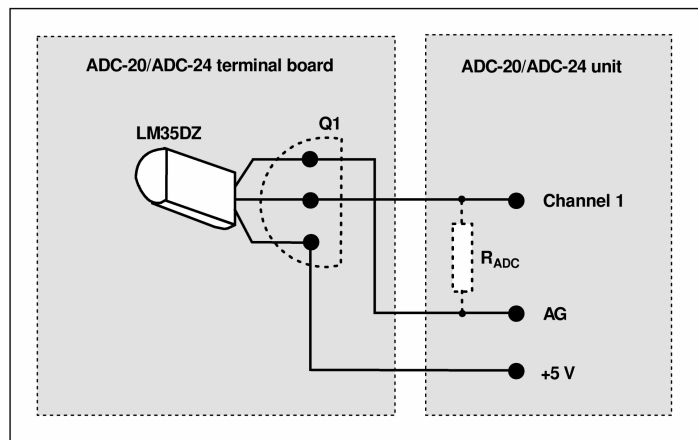 ADC-20/ADC-24 terminal board
ADC-20/ADC-24 unit
Q1
LM35DZ
Channel 1
RADC
AG
+5 V